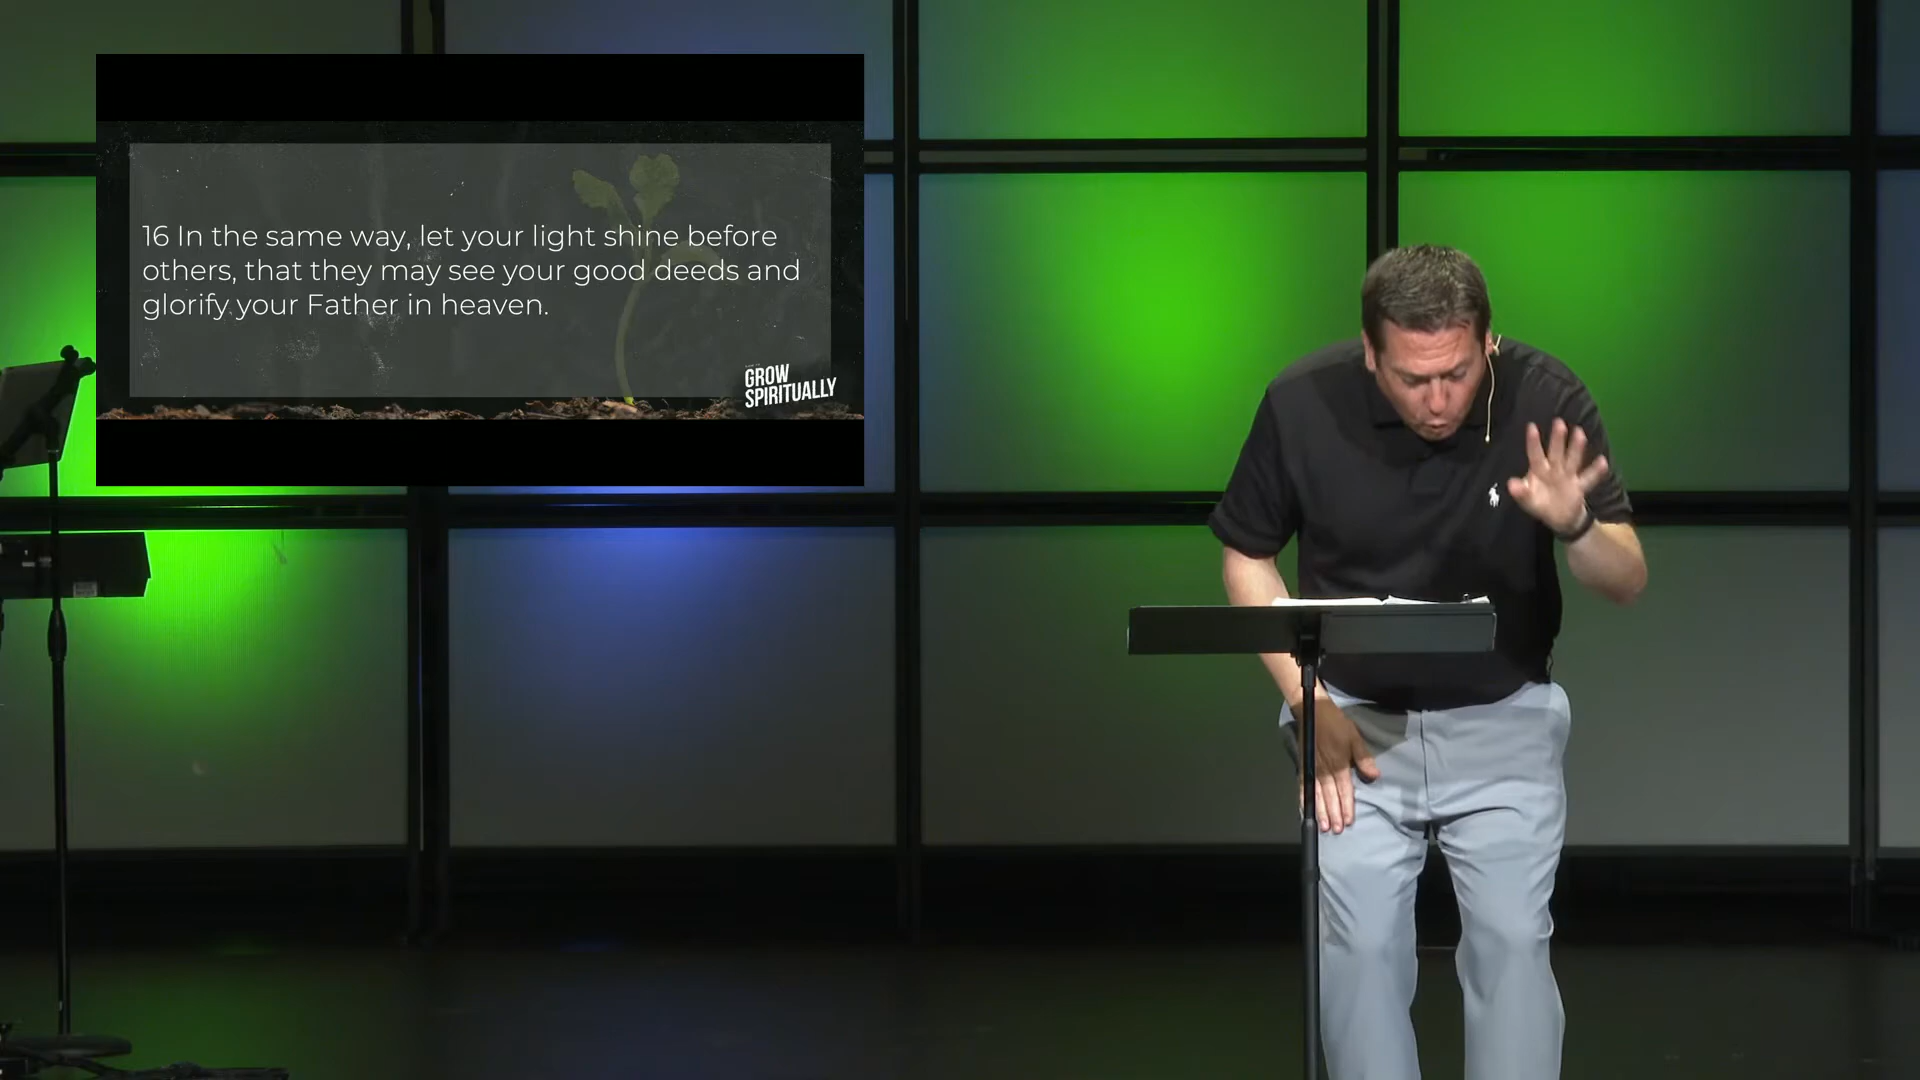 16 In the same way, let your light shine before
others, that they may see your good deeds and
glorify your Father in heaven.
GROW
SPIRITUALLY